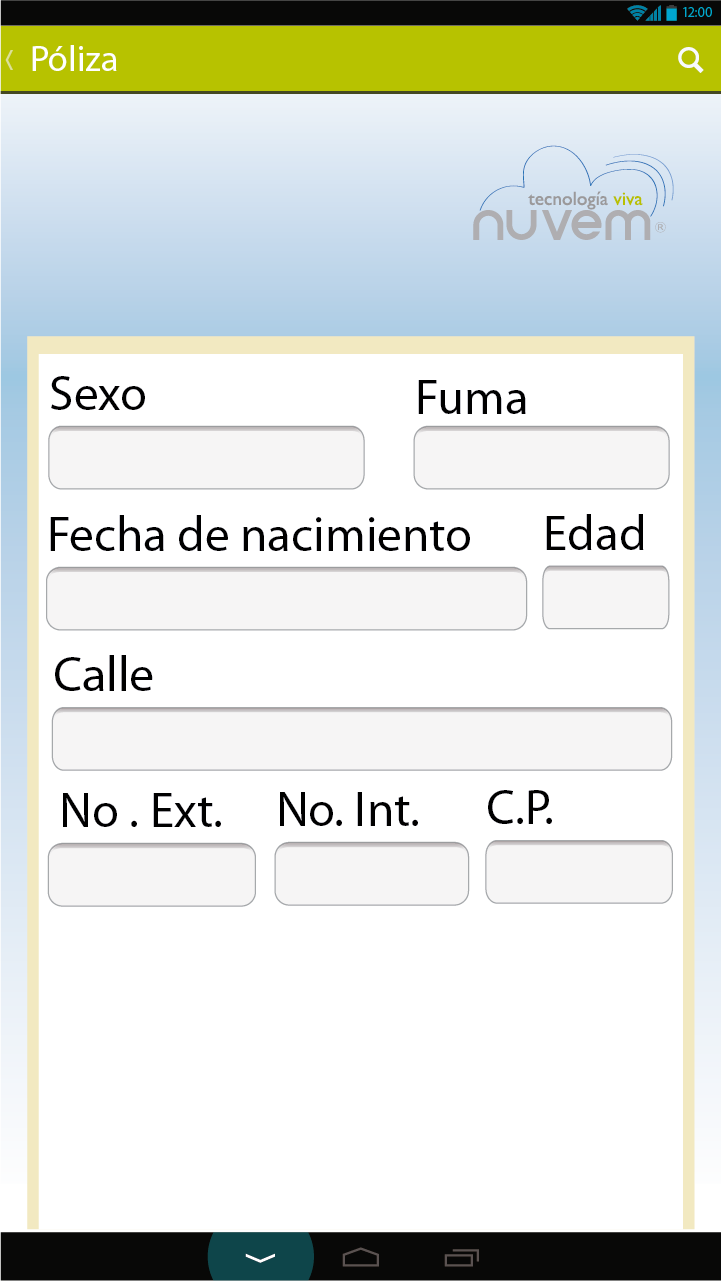 12:00
Póliza
tecnología viva
nuvem®
Sexo Fuma
Fecha de nacimiento Edad
Calle
No . Ext. No. Int. C.P.